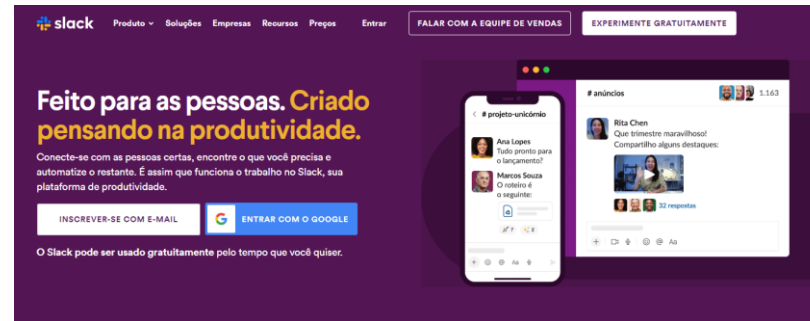 slack Produto Soluções Empresas Recursos Preços Entrar FALAR COM A EQUIPE DE VENDAS EXPERIMENTE GRATUITAMENTE
Feito para as pessoas. Criado
pensando na produtividade.
Conecte-se com as pessoas certas, encontre o que você precisa e
automatize o restante. É assim que funciona o trabalho no Slack, sua
plataforma de produtividade.
INSCREVER-SE COM E-MAIL
G ENTRAR COM O GOOGLE
O Slack pode ser usado gratuitamente pelo tempo que você quiser.
# projeto-unicórnio
Ana Lopes
Tudo pronto para
o lançamento?
Marcos Souza
O roteiro é
o seguinte:
+ @ Aa
# anúncios 1.163
Rita Chen
Que trimestre maravilhoso!
Compartilho alguns destaques:
32 respostas
+ @ Aa